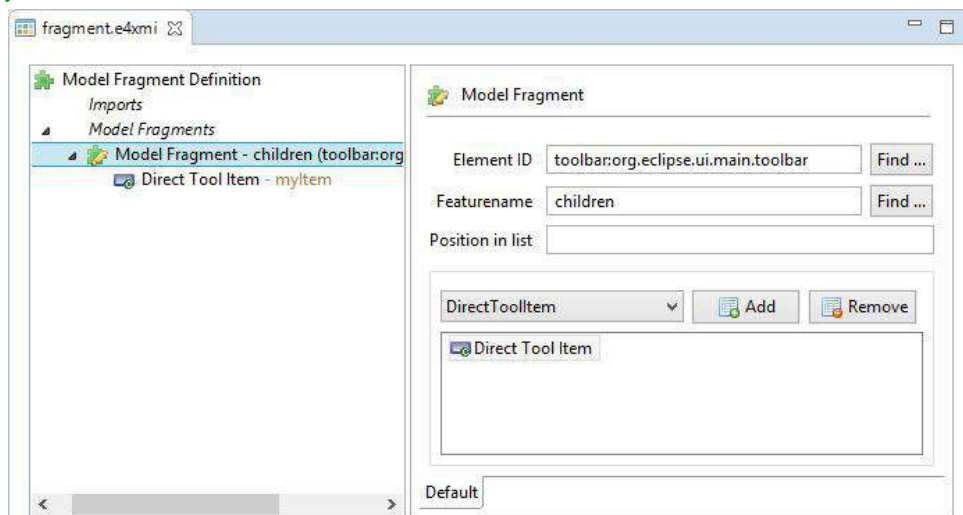 fragment.e4xmi
Model Fragment Definition
Imports
Model Fragments
Model Fragment - children (toolbar:org
Direct Tool Item - myItem
Model Fragment
Element ID toolbar:org.eclipse.ui.main.toolbar Find ...
Featurename children Find ...
Position in list
DirectToolItem Add Remove
Direct Tool Item
Default